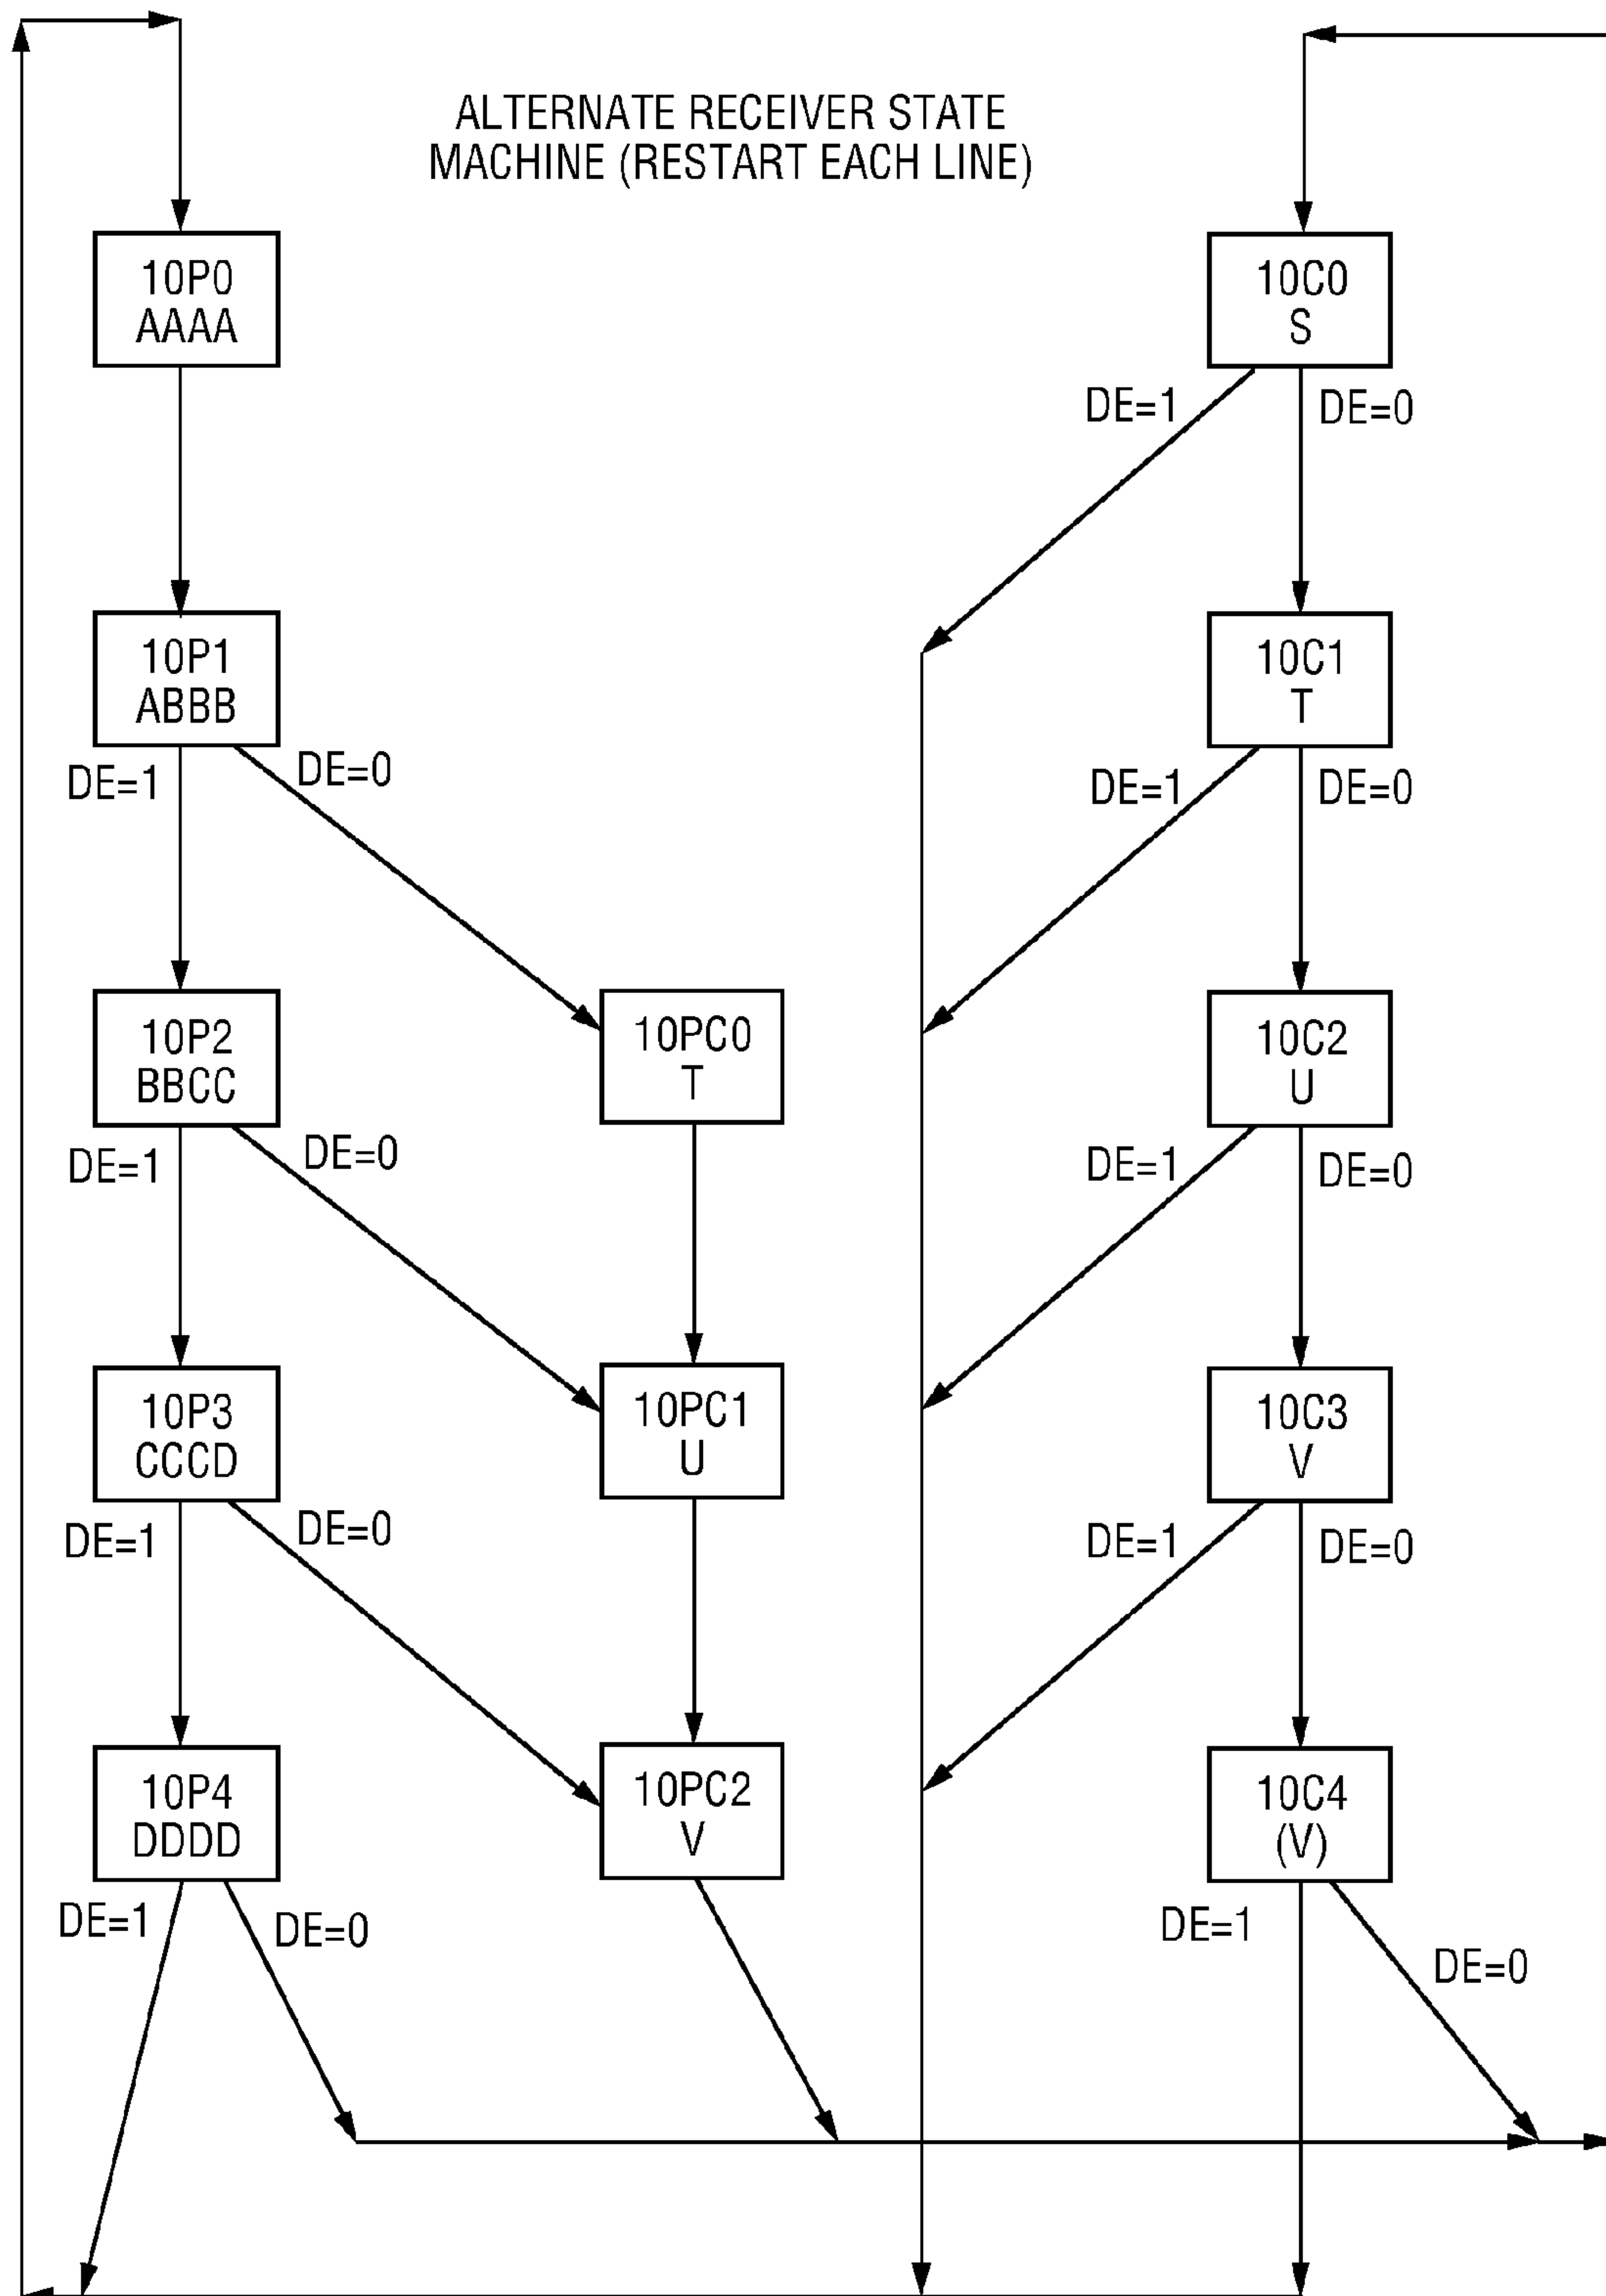 ALTERNATE RECEIVER STATE
MACHINE (RESTART EACH LINE)
10P0
AAAA
10C0
S
DE=1
DE=0
10P1
ABBB
10C1
T
DE=1
DE=0
DE=1
DE=0
10P2
BBCC
10PC0
T
10C2
U
DE=1
DE=0
DE=1
DE=0
10P3
CCCD
10PC1
U
10C3
V
DE=1
DE=0
DE=1
DE=0
10P4
DDDD
10PC2
V
10C4
(V)
DE=1
DE=0
DE=1
DE=0